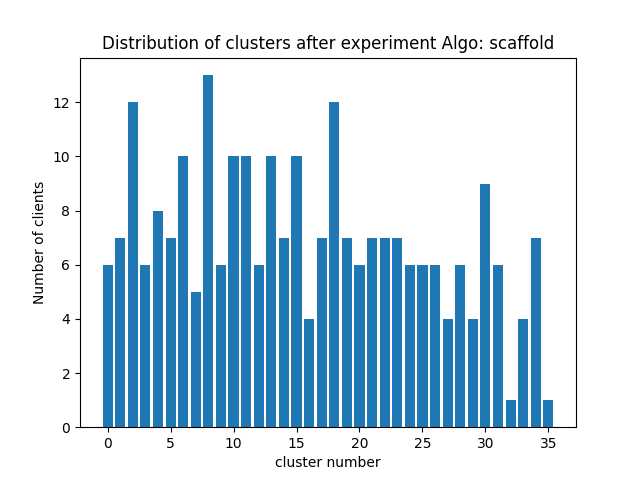 Distribution of clusters after experiment Algo: scaffold
12
10
8
6
4
2
0
Number of clients
0 5 10 15 20 25 30 35
cluster number